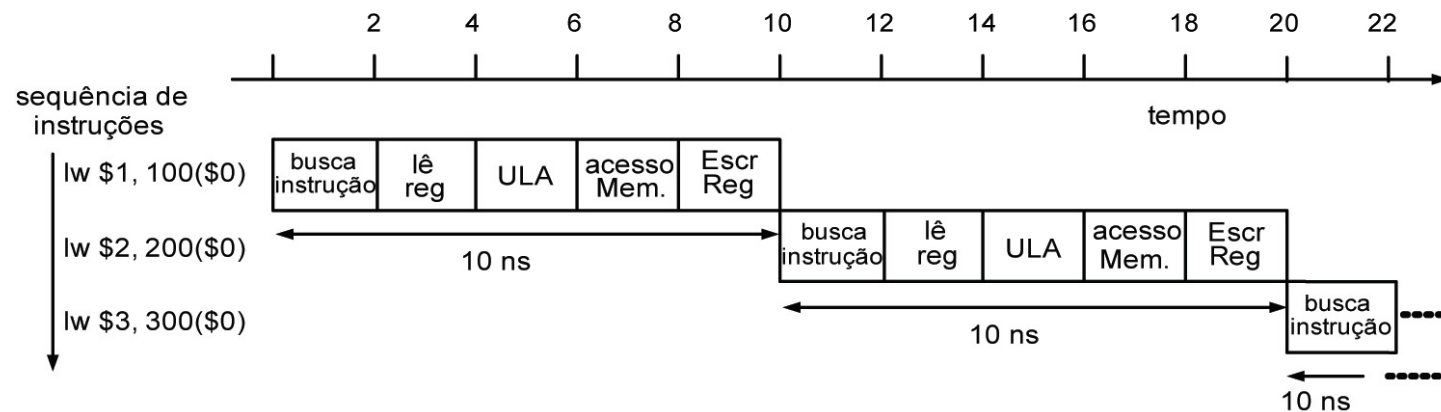 2 4 6 8 10 12 14 16 18 20 22
tempo
sequência de
instruções
lw $1, 100($0)
busca
instrução
lê
reg
ULA
acesso
Mem.
Escr
Reg
10 ns
lw $2, 200($0)
busca
instrução
lê
reg
ULA
acesso
Mem.
Escr
Reg
10 ns
lw $3, 300($0)
busca
instrução
10 ns